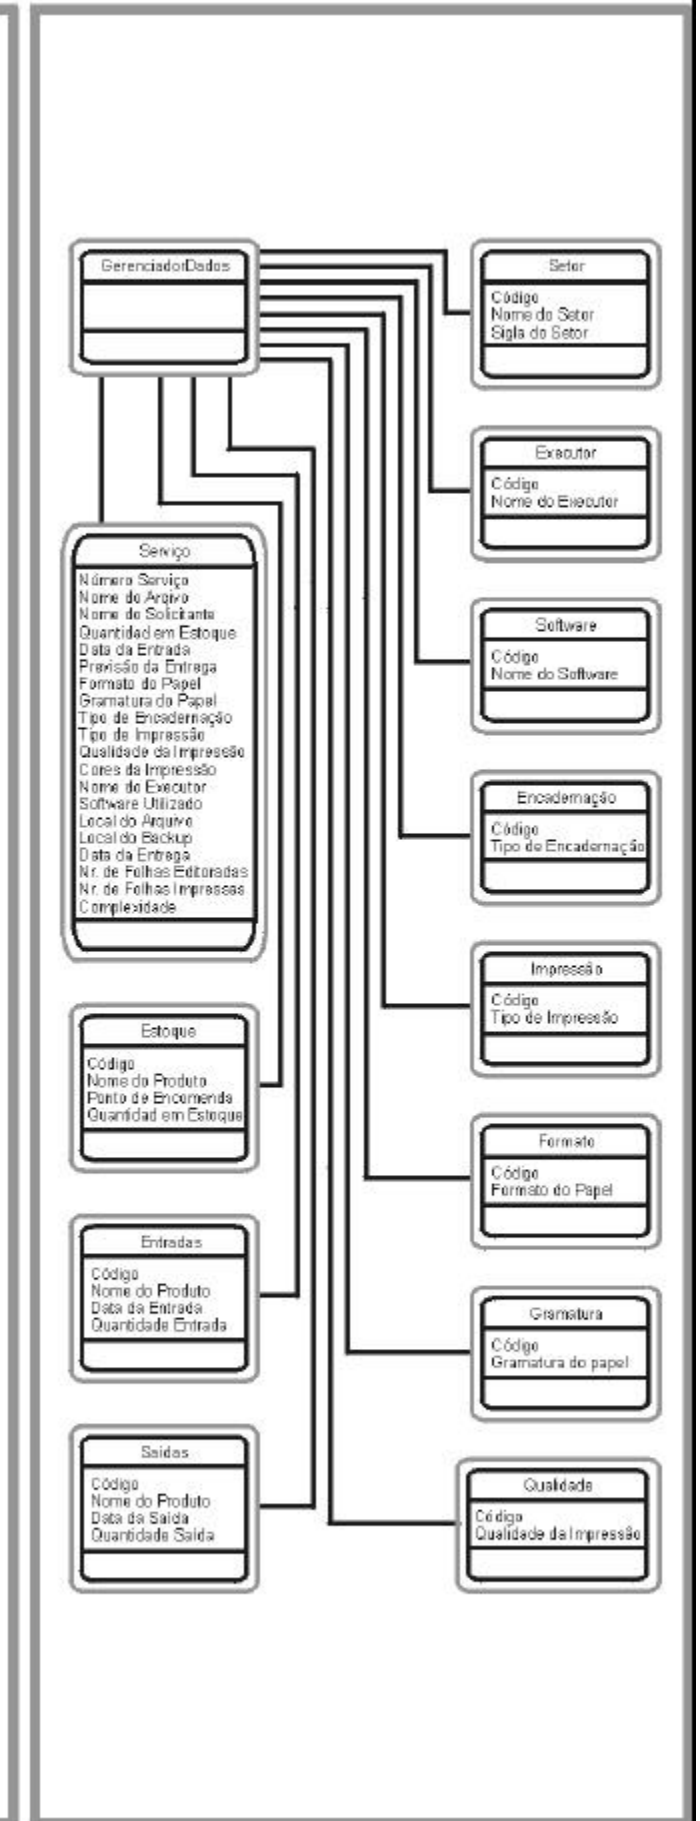 GerenciadorDados
Serviço
Número Serviço
Nome do Arqivo
Nome do Solicitante
Quantidad em Estoque
Data da Entrada
Previsão da Entrega
Formato do Papel
Gramatura do Papel
Tipo de Encadernação
Tipo de Impressão
Qualidade da Impressão
Cores da Impressão
Nome do Executor
Software Utilizado
Local do Arquivo
Local do Backup
Data da Entrega
Nr. de Folhas Editoradas
Nr. de Folhas Impressas
Complexidade
Estoque
Código
Nome do Produto
Ponto de Encomenda
Quantidad em Estoque
Entradas
Código
Nome do Produto
Data da Entrada
Quantidade Entrada
Saídas
Código
Nome do Produto
Data da Saída
Quantidade Saída
Setor
Código
Nome do Setor
Sigla do Setor
Executor
Código
Nome do Executor
Software
Código
Nome do Software
Encadernação
Código
Tipo de Encadernação
Impressão
Código
Tipo de Impressão
Formato
Código
Formato do Papel
Gramatura
Código
Gramatura do papel
Qualidade
Código
Qualidade da Impressão